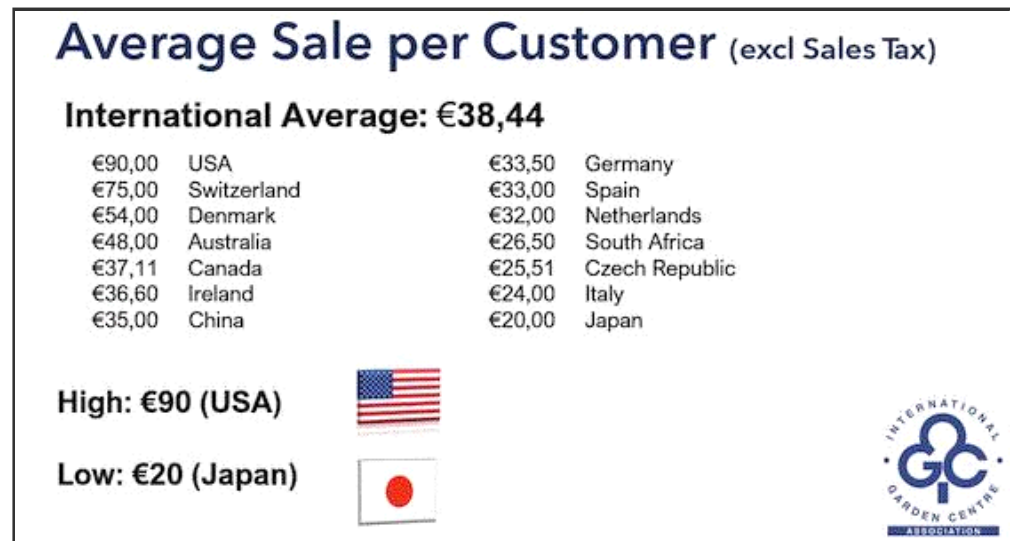 Average Sale per Customer (excl Sales Tax)
International Average: €38,44
€90,00 USA
€75,00 Switzerland
€54,00 Denmark
€48,00 Australia
€37,11 Canada
€36,60 Ireland
€35,00 China
€33,50 Germany
€33,00 Spain
€32,00 Netherlands
€26,50 South Africa
€25,51 Czech Republic
€24,00 Italy
€20,00 Japan
High: €90 (USA)
Low: €20 (Japan)
INTERNATIONAL
GC
GARDEN CENTRE
ASSOCIATION